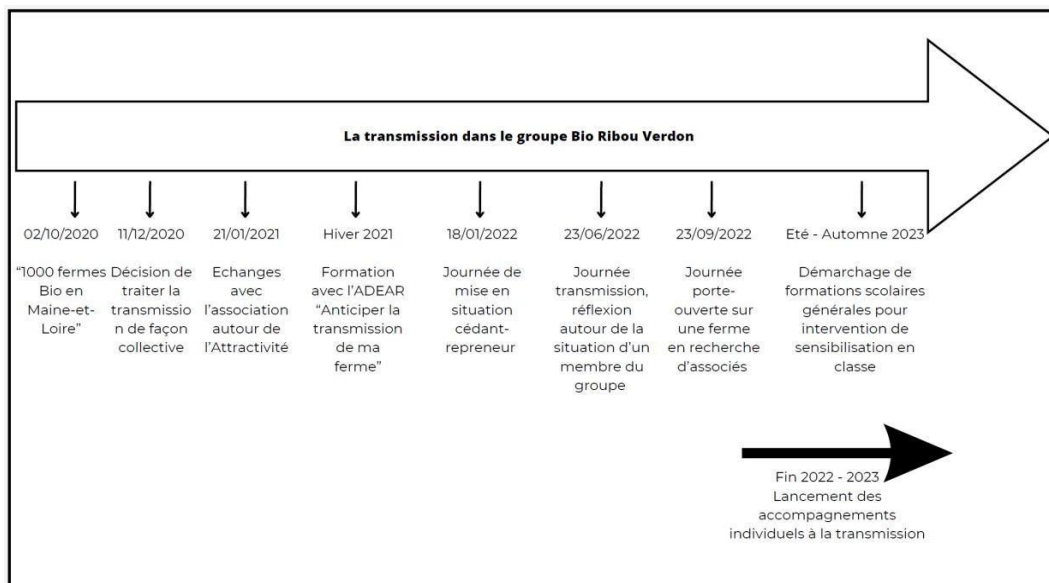 La transmission dans le groupe Bio Ribou Verdon
02/10/2020
“1000 fermes
Bio en
Maine-et-
Loire”
11/12/2020
Décision de
traiter la
transmissio
n de façon
collective
21/01/2021
Echanges
avec
l’association
autour de
l’Attractivité
Hiver 2021
Formation
avec l’ADEAR
“Anticiper la
transmission
de ma
ferme”
18/01/2022
Journée de
mise en
situation
cédant-
repreneur
23/06/2022
Journée
transmission,
réflexion
autour de la
situation d’un
membre du
groupe
23/09/2022
Journée
porte-
ouverte sur
une ferme
en recherche
d’associés
Eté - Automne 2023
Démarchage de
formations scolaires
générales pour
intervention de
sensibilisation en
classe
Fin 2022 - 2023
Lancement des
accompagnements
individuels à la transmission